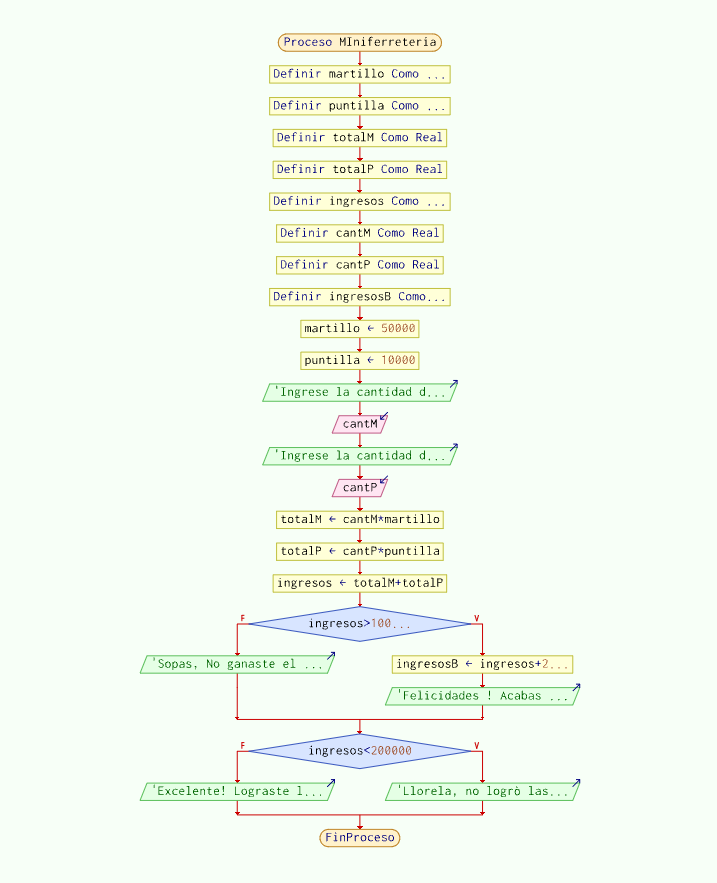 Proceso MIniferreteria
Definir martillo Como ...
Definir puntilla Como ...
Definir totalM Como Real
Definir totalP Como Real
Definir ingresos Como ...
Definir cantM Como Real
Definir cantP Como Real
Definir ingresosB Como...
martillo ← 50000
puntilla ← 10000
'Ingrese la cantidad d...
cantM
'Ingrese la cantidad d...
cantP
totalM ← cantM*martillo
totalP ← cantP*puntilla
ingresos ← totalM+totalP
F
V
ingresos>100...
'Sopas, No ganaste el ...
ingresosB ← ingresos+2...
'Felicidades ! Acabas ...
F
V
ingresos<200000
'Excelente! Lograste l...
'Llorela, no logrò las...
FinProceso